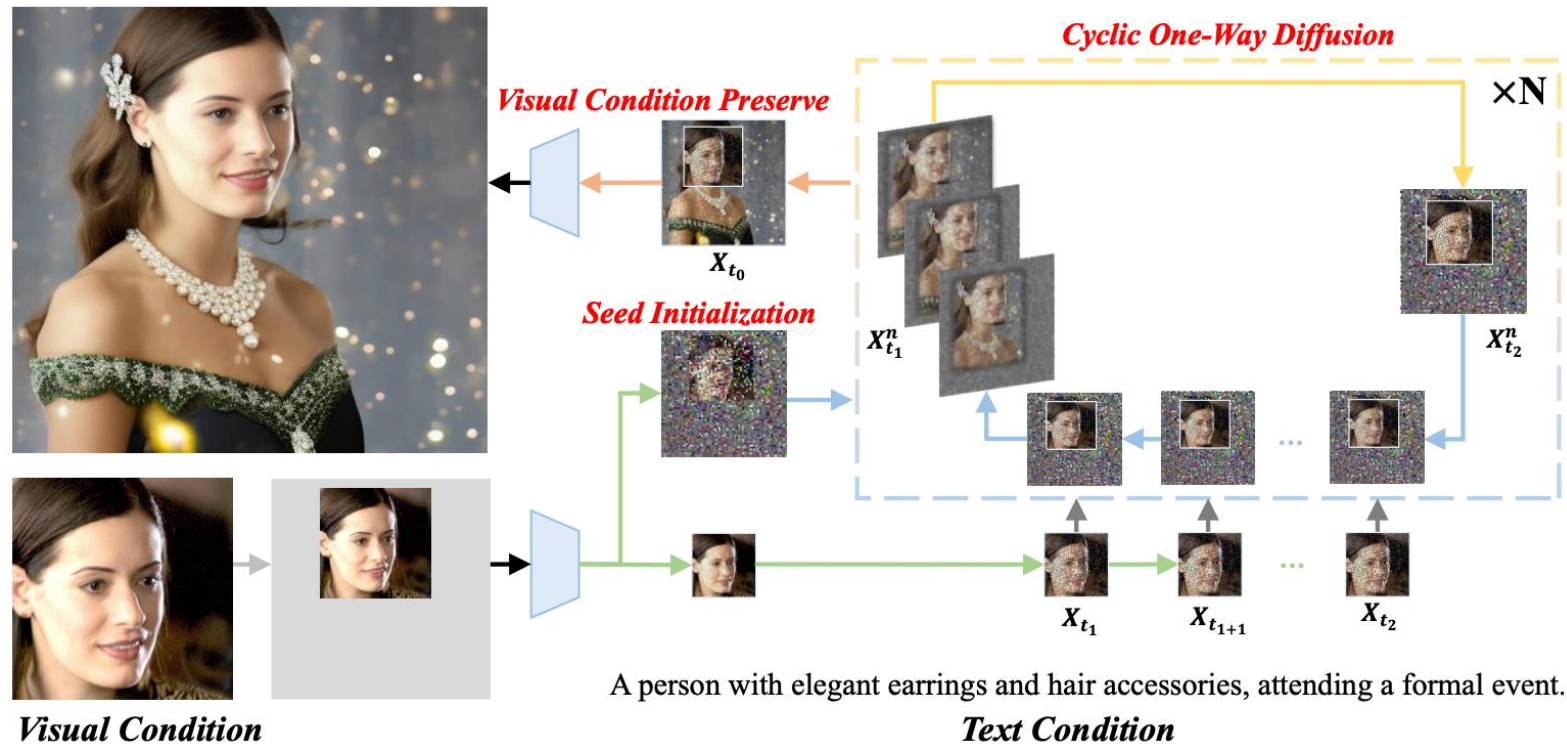 Cyclic One-Way Diffusion
×N
Visual Condition Preserve
X_{t_0}
Seed Initialization
X^n_{t_1}
X^n_{t_2}
...
...
X_{t_1}
X_{t_{1+1}}
X_{t_2}
A person with elegant earrings and hair accessories, attending a formal event.
Visual Condition
Text Condition